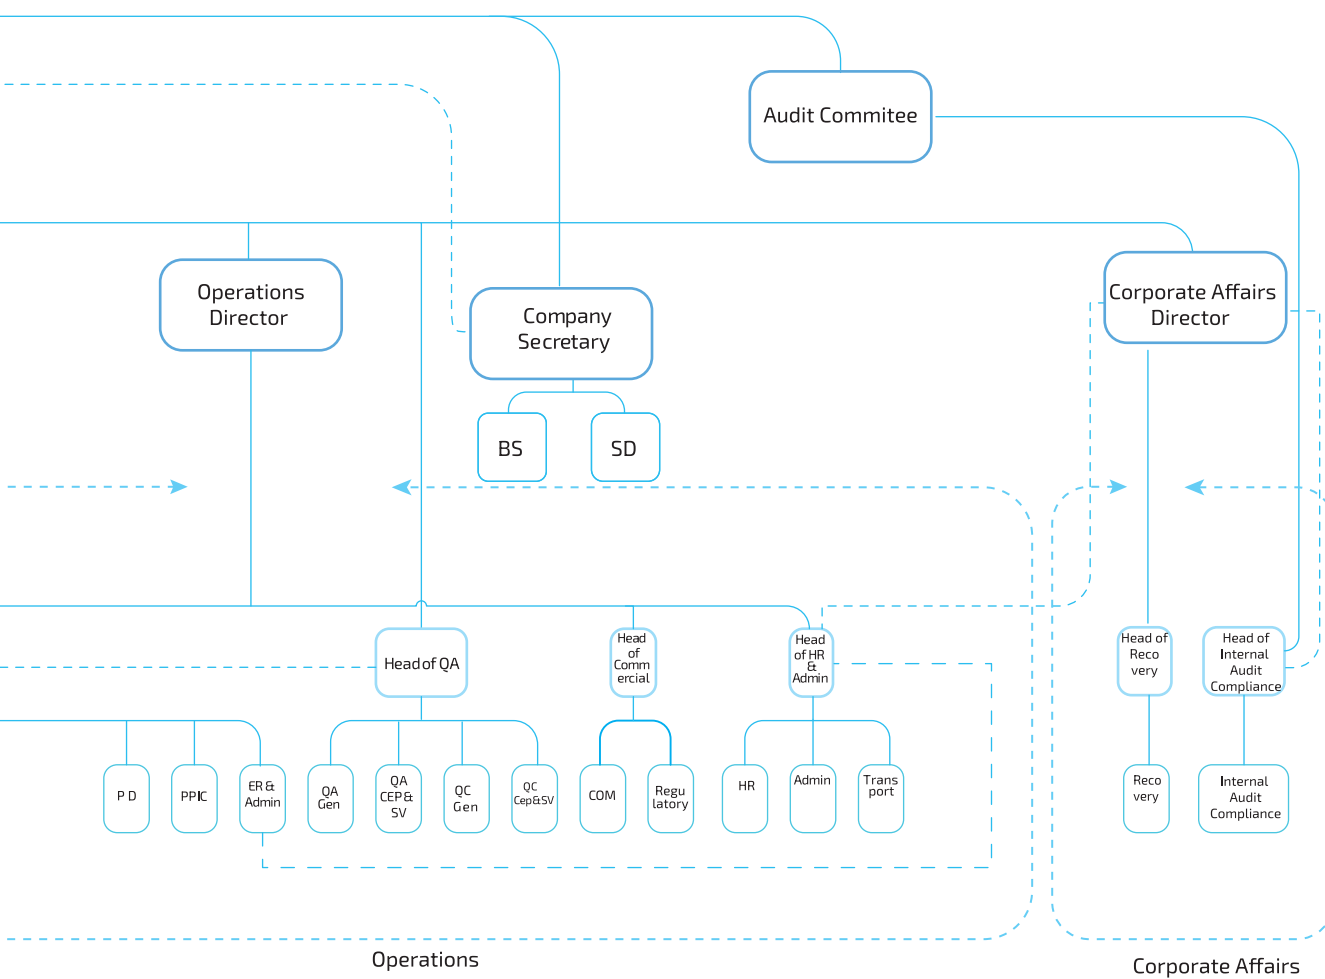 Audit Commitee
Operations
Director
Company
Secretary
Corporate Affairs
Director
BS
SD
Head of QA
Head
of
Comm
ercial
Head
of HR
&
Admin
Head of
Reco
very
Head of
Internal
Audit
Compliance
P D
PPIC
ER &
Admin
QA
Gen
QA
CEP &
SV
QC
Gen
QC
Cep&SV
COM
Regu
latory
HR
Admin
Trans
port
Reco
very
Internal
Audit
Compliance
Operations
Corporate Affairs